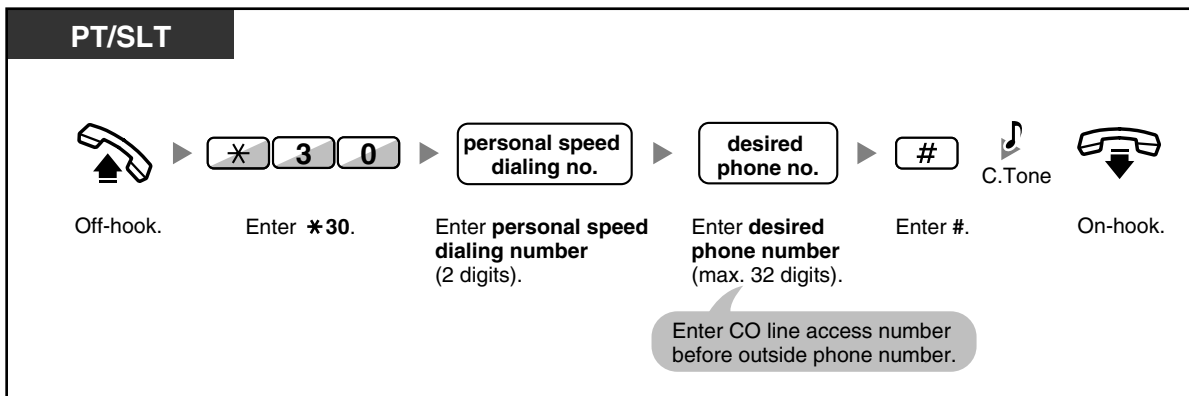 PT/SLT
✳ 3 0
personal speed
dialing no.
desired
phone no.
#
C.Tone
Off-hook.
Enter ✳30.
Enter personal speed
dialing number
(2 digits).
Enter desired
phone number
(max. 32 digits).
Enter #.
On-hook.
Enter CO line access number
before outside phone number.